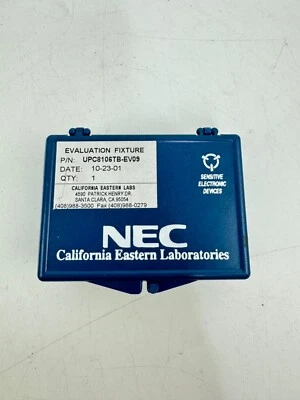 EVALUATION FIXTURE
P/N: UPC8106TB-EV09
DATE: 10-23-01
QTY: 1
CALIFORNIA EASTERN LABS
4590 PATRICK HENRY DR.
SANTA CLARA, CA 95054
(408)988-3500 Fax (408)988-0279
SENSITIVE
ELECTRONIC
DEVICES
NEC
California Eastern Laboratories